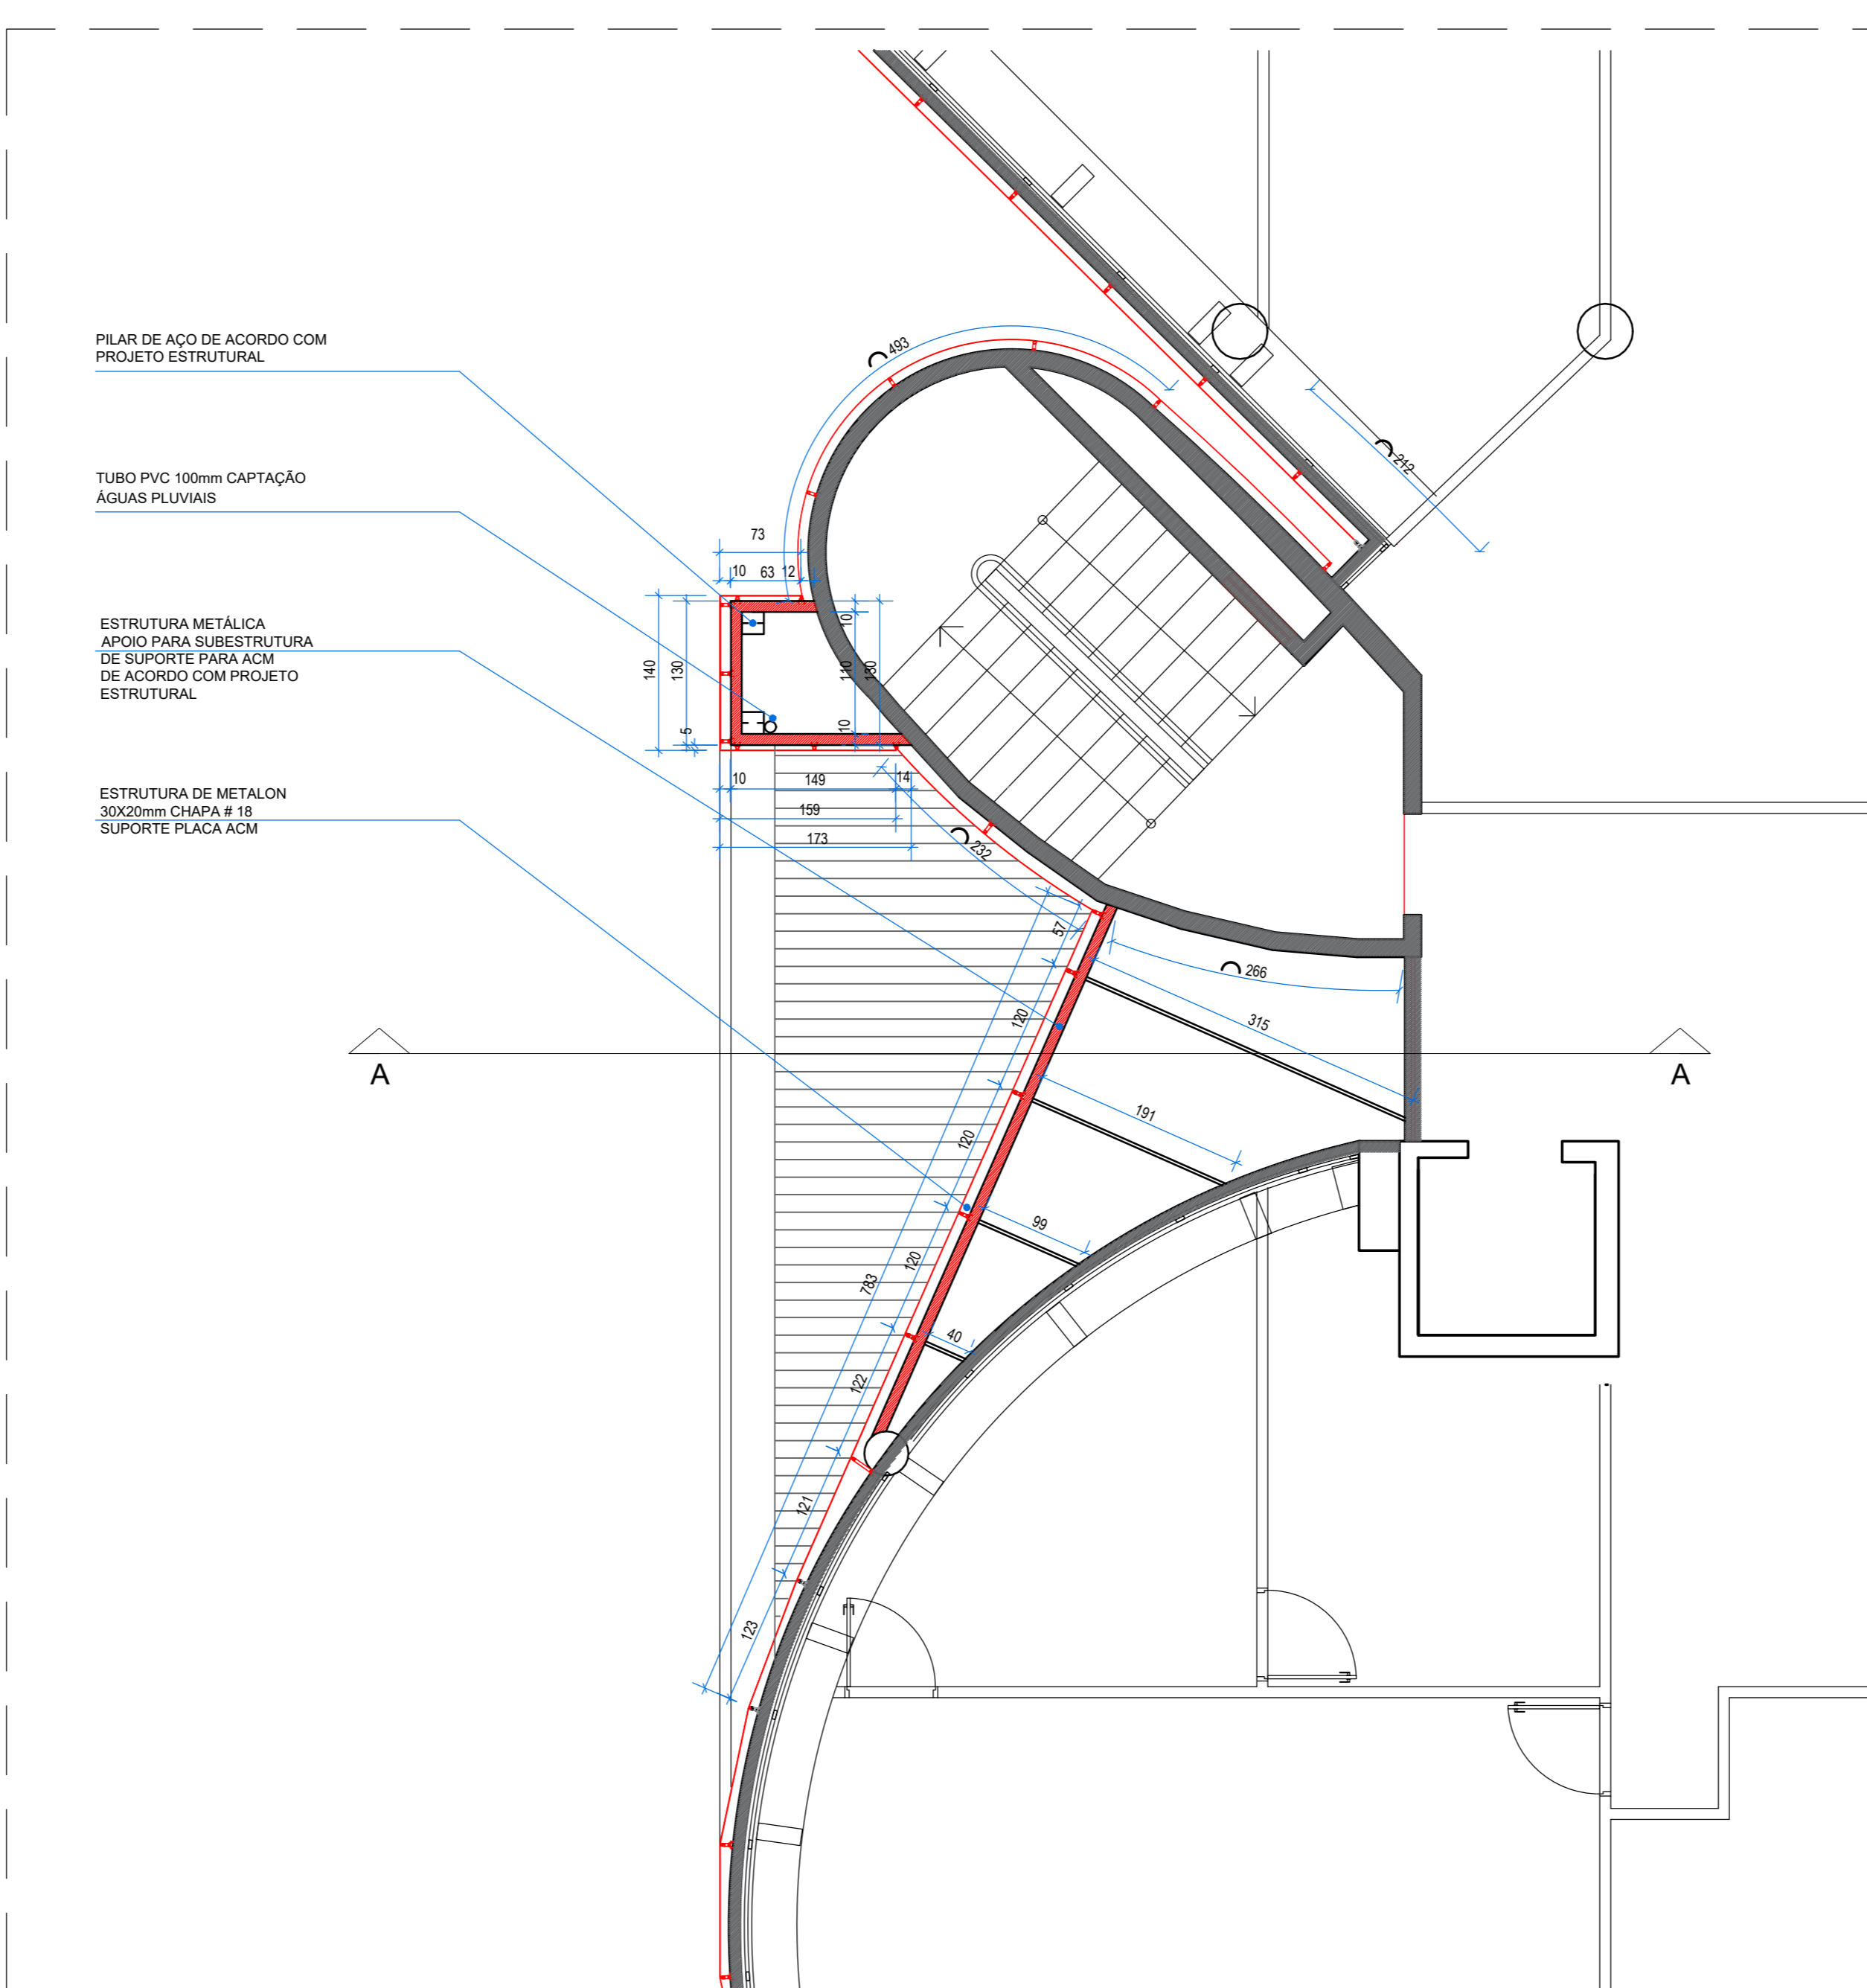 PILAR DE AÇO DE ACORDO COM
PROJETO ESTRUTURAL
TUBO PVC 100mm CAPTAÇÃO
ÁGUAS PLUVIAIS
ESTRUTURA METÁLICA
APOIO PARA SUBESTRUTURA
DE SUPORTE PARA ACM
DE ACORDO COM PROJETO
ESTRUTURAL
ESTRUTURA DE METALON
30X20mm CHAPA # 18
SUPORTE PLACA ACM
493
212
73
10
63
12
140
130
5
10
110
130
10
10
149
14
159
173
232
57
266
315
120
A
A
191
120
99
120
783
40
122
121
123